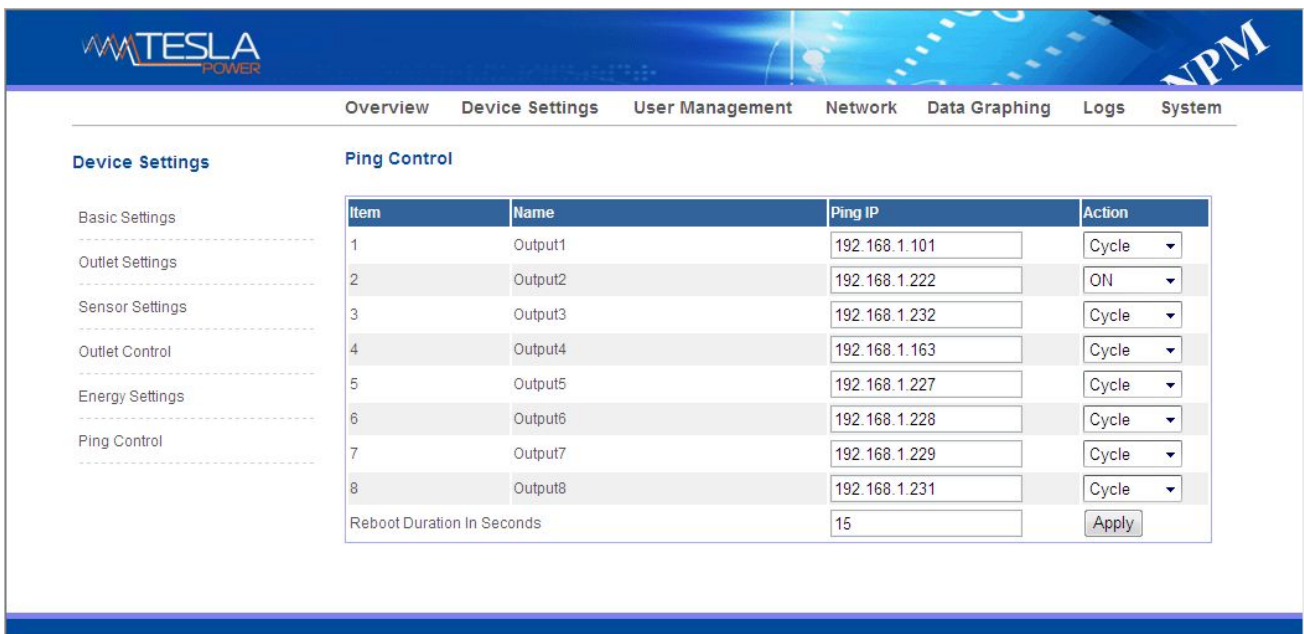 TESLA
POWER
NPM
Overview Device Settings User Management Network Data Graphing Logs System
Device Settings
Basic Settings
Outlet Settings
Sensor Settings
Outlet Control
Energy Settings
Ping Control
Ping Control
Item Name Ping IP Action
1 Output1 192.168.1.101 Cycle
2 Output2 192.168.1.222 ON
3 Output3 192.168.1.232 Cycle
4 Output4 192.168.1.163 Cycle
5 Output5 192.168.1.227 Cycle
6 Output6 192.168.1.228 Cycle
7 Output7 192.168.1.229 Cycle
8 Output8 192.168.1.231 Cycle
Reboot Duration In Seconds 15 Apply